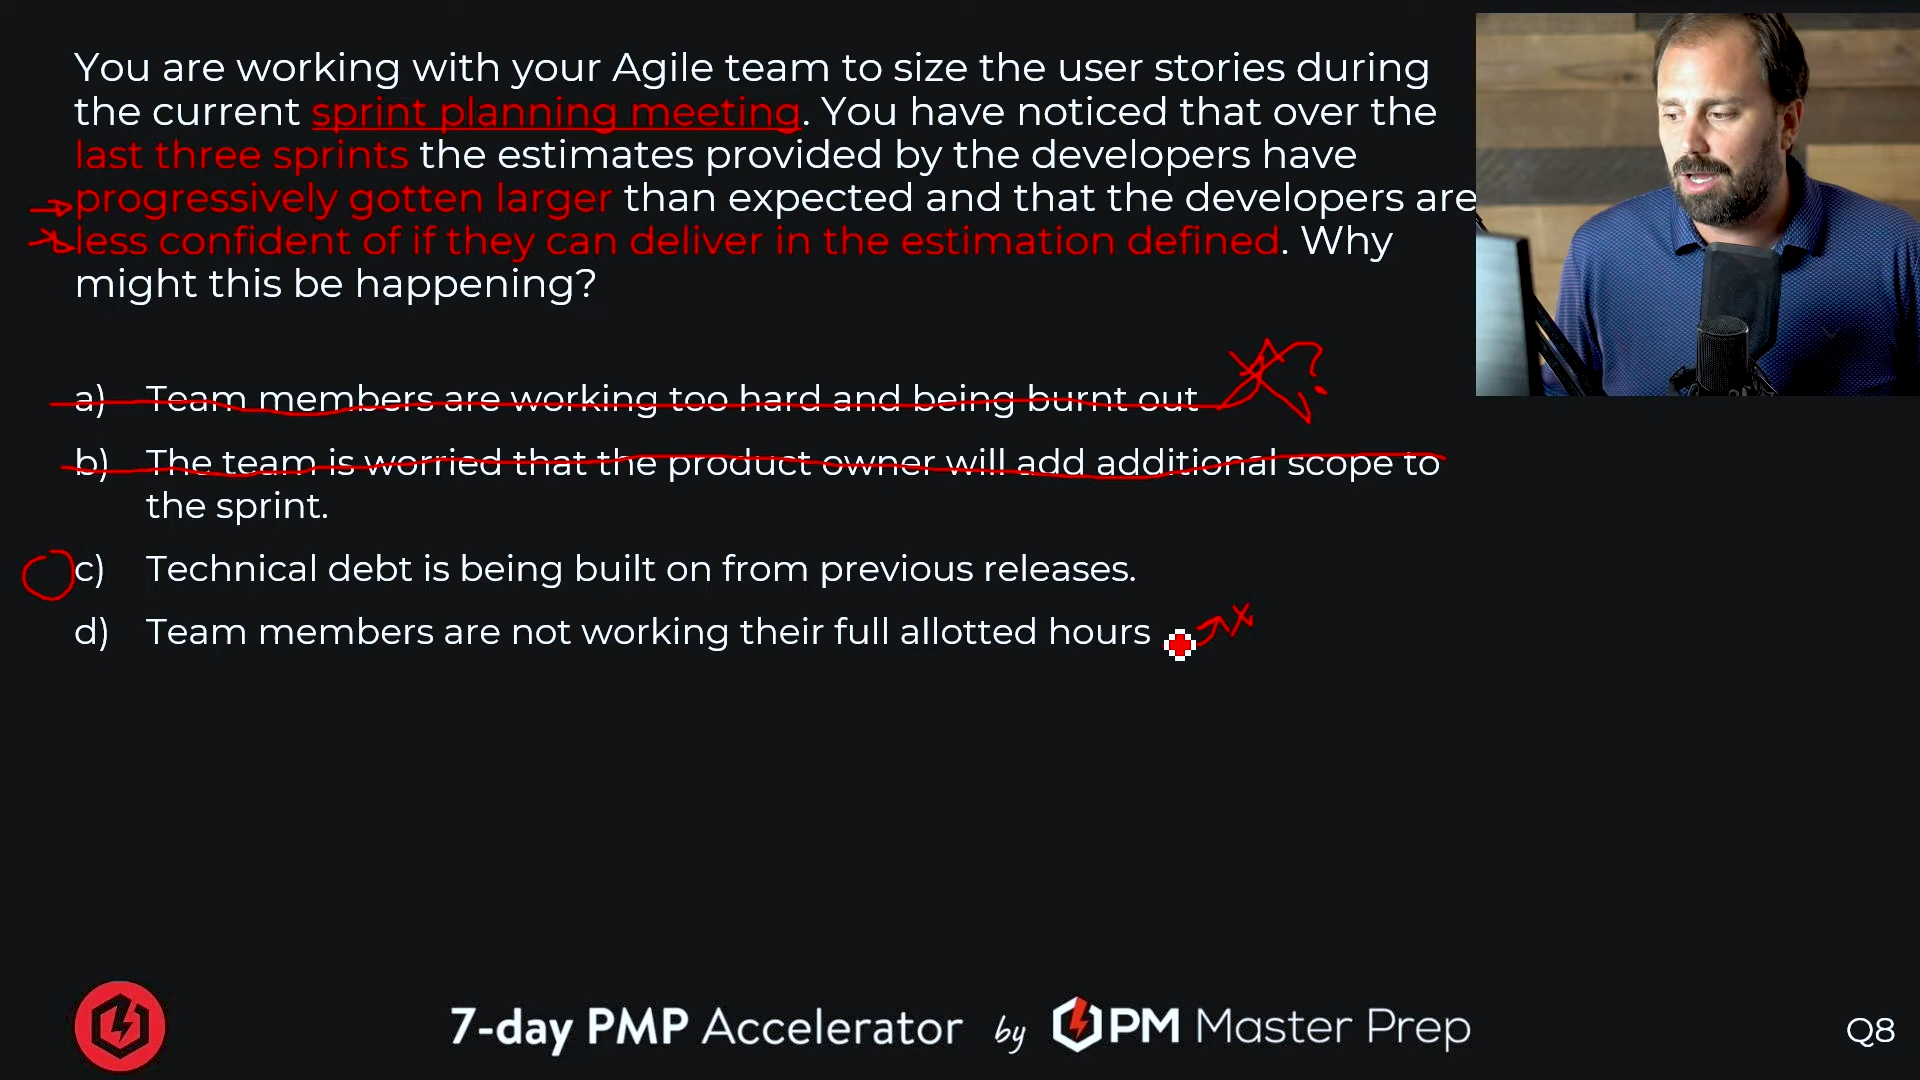 You are working with your Agile team to size the user stories during
the current sprint planning meeting. You have noticed that over the
last three sprints the estimates provided by the developers have
progressively gotten larger than expected and that the developers are
less confident of if they can deliver in the estimation defined. Why
might this be happening?
a) Team members are working too hard and being burnt out
?
b) The team is worried that the product owner will add additional scope to
the sprint.
c) Technical debt is being built on from previous releases.
d) Team members are not working their full allotted hours
7-day PMP Accelerator by PM Master Prep
Q8